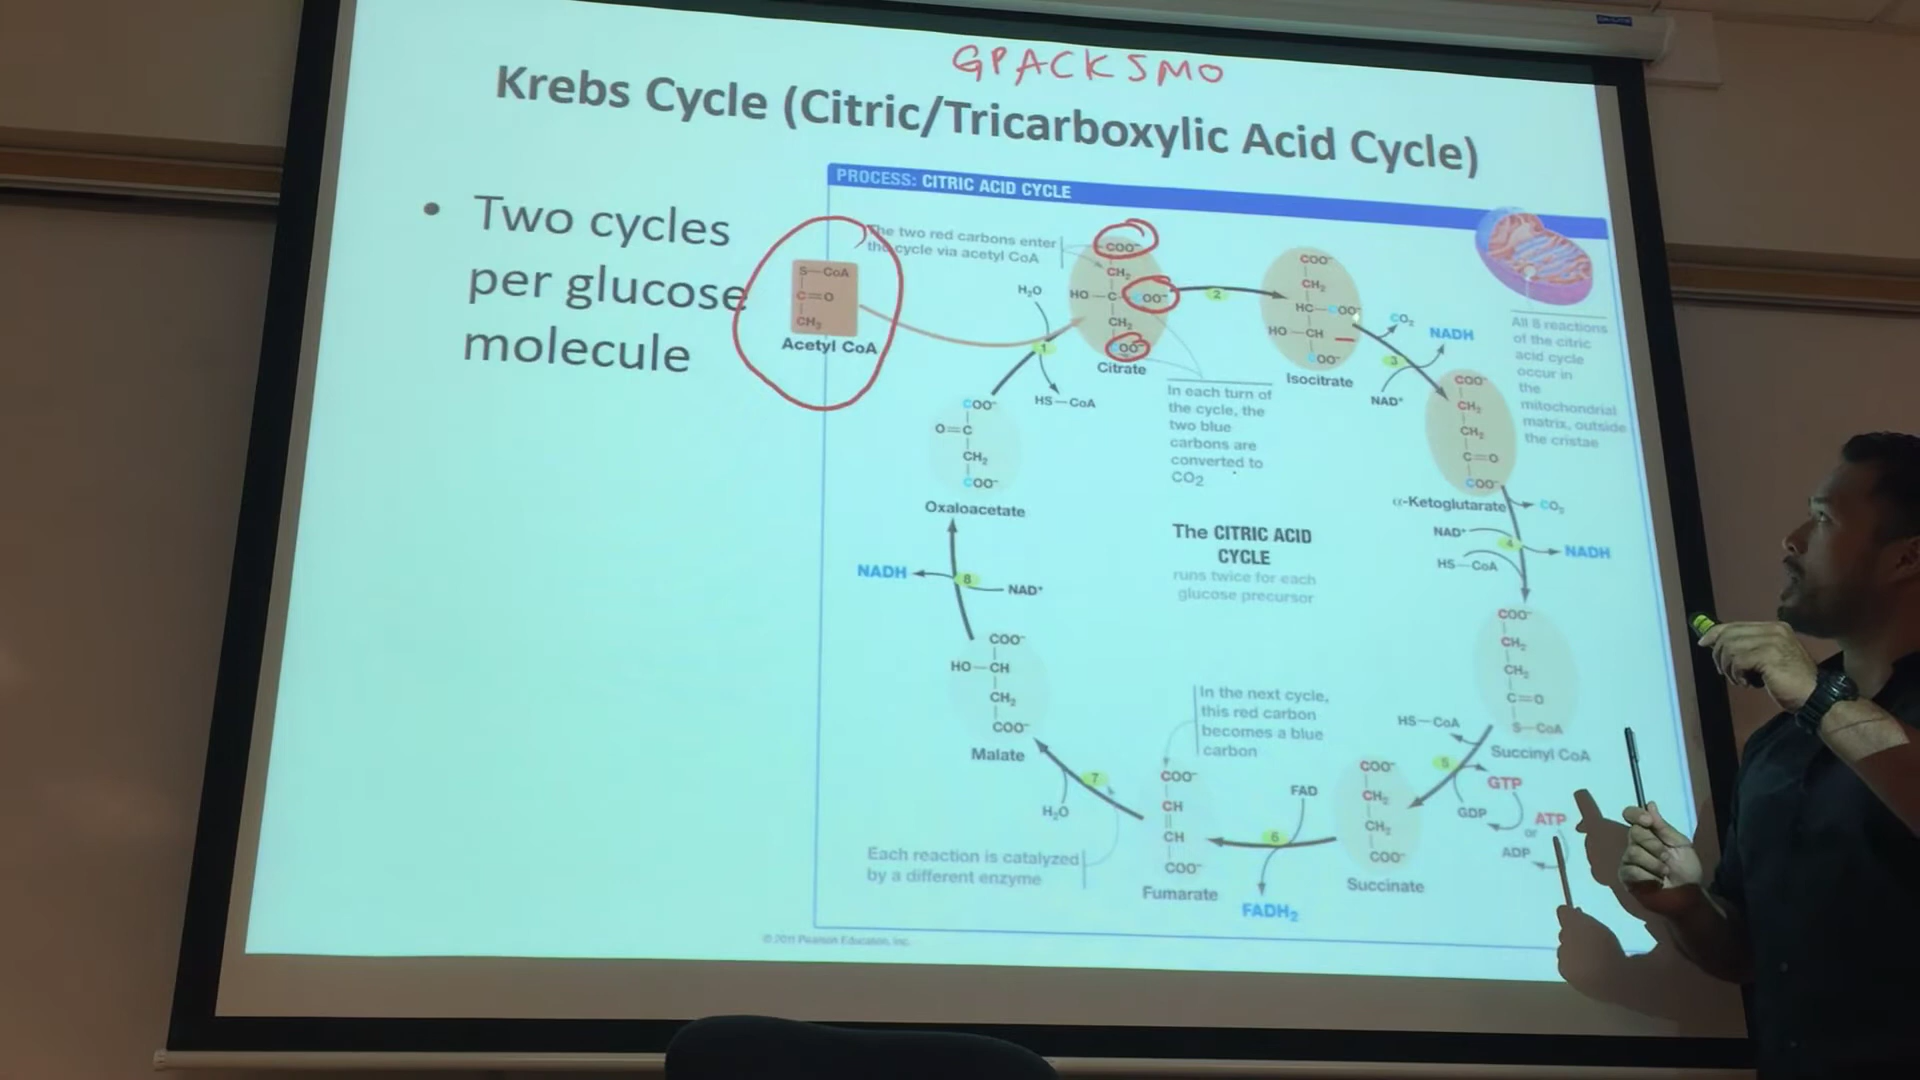 GPACKSMO
Krebs Cycle (Citric/Tricarboxylic Acid Cycle)
• Two cycles
per glucose
molecule
PROCESS: CITRIC ACID CYCLE
The two red carbons enter
the cycle via acetyl CoA
S—CoA
C=O
CH₃
Acetyl CoA
H₂O
1
HS—CoA
COO⁻
CH₂
HO—C—COO⁻
CH₂
COO⁻
Citrate
2
COO⁻
CH₂
HC—COO⁻
HO—CH
COO⁻
Isocitrate
CO₂
NADH
3
NAD⁺
All 8 reactions
of the citric
acid cycle
occur in
the
mitochondrial
matrix, outside
the cristae
In each turn of
the cycle, the
two blue
carbons are
converted to
CO₂
COO⁻
CH₂
CH₂
C=O
COO⁻
α-Ketoglutarate
CO₂
NAD⁺
4
NADH
HS—CoA
COO⁻
O=C
CH₂
COO⁻
Oxaloacetate
The CITRIC ACID
CYCLE
runs twice for each
glucose precursor
NADH
8
NAD⁺
COO⁻
CH₂
CH₂
C=O
S—CoA
Succinyl CoA
COO⁻
HO—CH
CH₂
COO⁻
Malate
In the next cycle,
this red carbon
becomes a blue
carbon
HS—CoA
5
GTP
GDP
ATP
or
ADP
7
H₂O
COO⁻
CH
CH
COO⁻
Fumarate
FAD
6
FADH₂
COO⁻
CH₂
CH₂
COO⁻
Succinate
Each reaction is catalyzed
by a different enzyme
© 2011 Pearson Education, Inc.